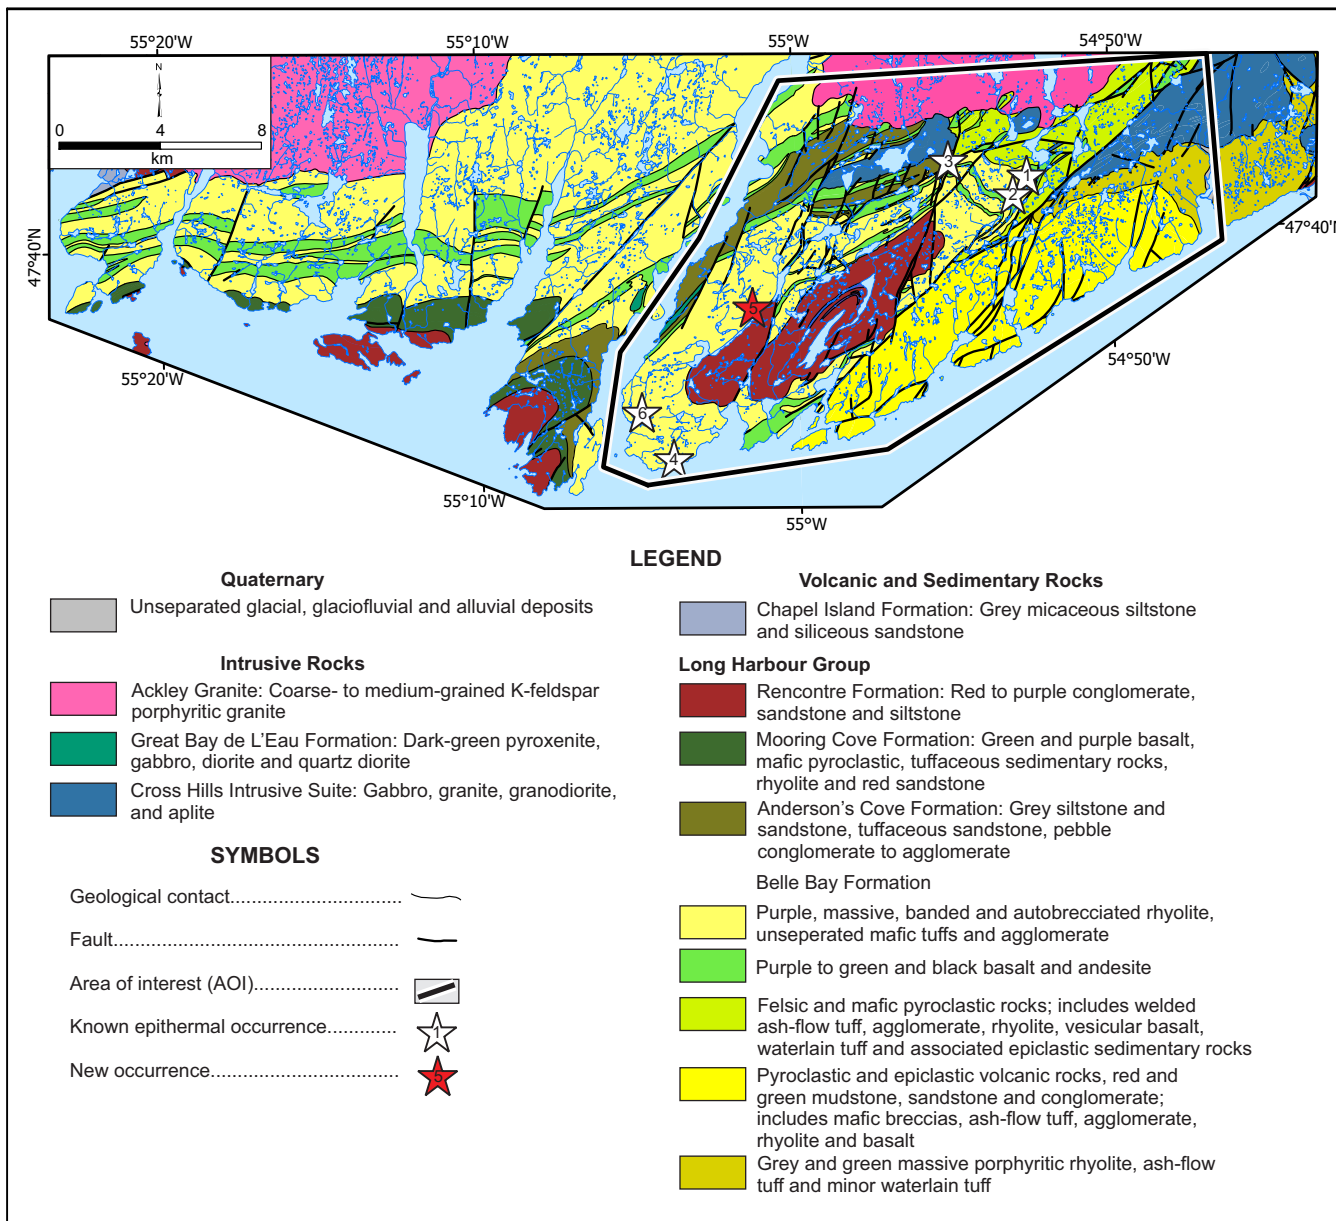 55°20'W
55°10'W
55°W
54°50'W
N
0
4
8
km
3
1
2
47°40'N
47°40'N
5
55°20'W
54°50'W
6
4
55°10'W
55°W
LEGEND
Quaternary
Unseparated glacial, glaciofluvial and alluvial deposits
Intrusive Rocks
Ackley Granite: Coarse- to medium-grained K-feldspar
porphyritic granite
Great Bay de L'Eau Formation: Dark-green pyroxenite,
gabbro, diorite and quartz diorite
Cross Hills Intrusive Suite: Gabbro, granite, granodiorite,
and aplite
SYMBOLS
Geological contact................................
Fault.....................................................
Area of interest (AOI)...........................
Known epithermal occurrence.............
1
New occurrence...................................
5
Volcanic and Sedimentary Rocks
Chapel Island Formation: Grey micaceous siltstone
and siliceous sandstone
Long Harbour Group
Rencontre Formation: Red to purple conglomerate,
sandstone and siltstone
Mooring Cove Formation: Green and purple basalt,
mafic pyroclastic, tuffaceous sedimentary rocks,
rhyolite and red sandstone
Anderson's Cove Formation: Grey siltstone and
sandstone, tuffaceous sandstone, pebble
conglomerate to agglomerate
Belle Bay Formation
Purple, massive, banded and autobrecciated rhyolite,
unseperated mafic tuffs and agglomerate
Purple to green and black basalt and andesite
Felsic and mafic pyroclastic rocks; includes welded
ash-flow tuff, agglomerate, rhyolite, vesicular basalt,
waterlain tuff and associated epiclastic sedimentary rocks
Pyroclastic and epiclastic volcanic rocks, red and
green mudstone, sandstone and conglomerate;
includes mafic breccias, ash-flow tuff, agglomerate,
rhyolite and basalt
Grey and green massive porphyritic rhyolite, ash-flow
tuff and minor waterlain tuff